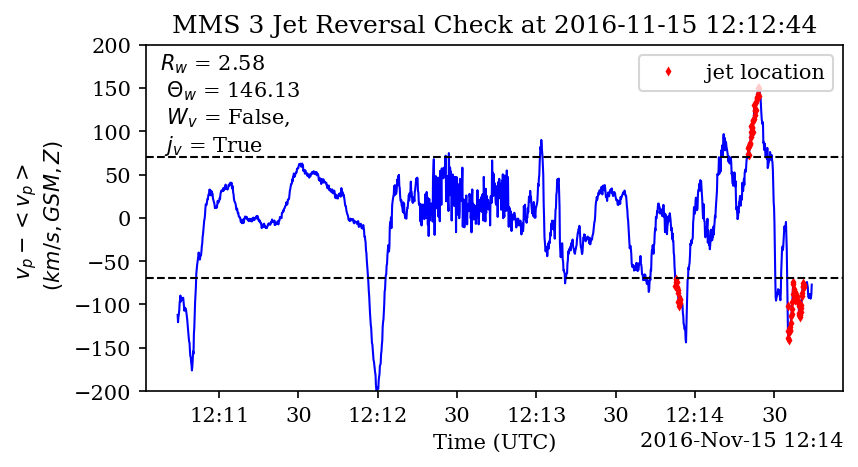 MMS 3 Jet Reversal Check at 2016-11-15 12:12:44
R_w = 2.58
Θ_w = 146.13
W_v = False,
j_v = True
jet location
v_p − < v_p >
(km/s, GSM, Z)
200
150
100
50
0
−50
−100
−150
−200
12:11 30 12:12 30 12:13 30 12:14 30
Time (UTC) 2016-Nov-15 12:14